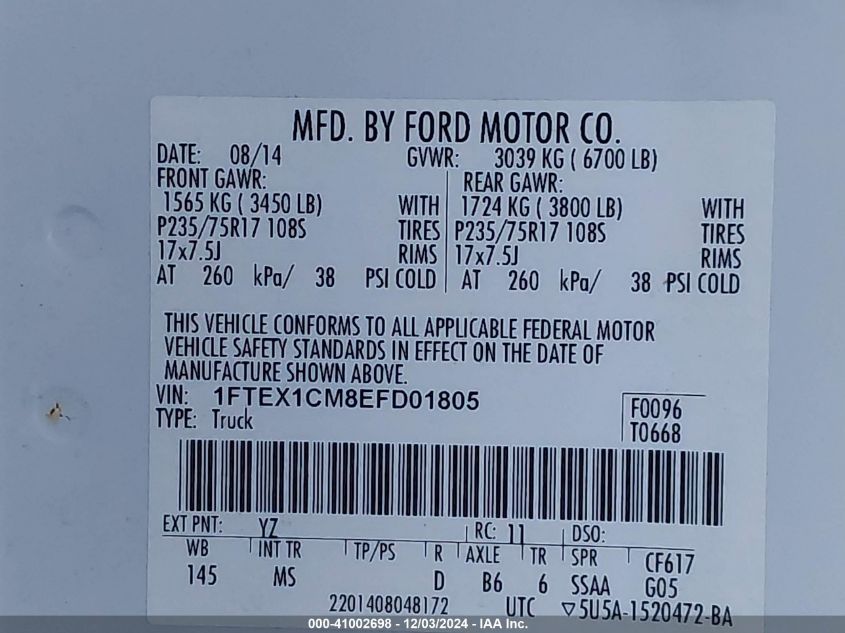 MFD. BY FORD MOTOR CO.
DATE: 08/14 GVWR: 3039 KG ( 6700 LB)
FRONT GAWR: REAR GAWR:
1565 KG ( 3450 LB) WITH 1724 KG ( 3800 LB) WITH
P235/75R17 108S TIRES P235/75R17 108S TIRES
17x7.5J RIMS 17x7.5J RIMS
AT 260 kPa/ 38 PSI COLD AT 260 kPa/ 38 PSI COLD
THIS VEHICLE CONFORMS TO ALL APPLICABLE FEDERAL MOTOR
VEHICLE SAFETY STANDARDS IN EFFECT ON THE DATE OF
MANUFACTURE SHOWN ABOVE.
VIN: 1FTEX1CM8EFD01805 F0096
TYPE: Truck T0668
EXT PNT: YZ RC: 11 DSO:
WB INT TR TP/PS R AXLE TR SPR CF617
145 MS D B6 6 SSAA G05
2201408048172 UTC ▽5U5A-1520472-BA
000-41002698 - 12/03/2024 - IAA Inc.